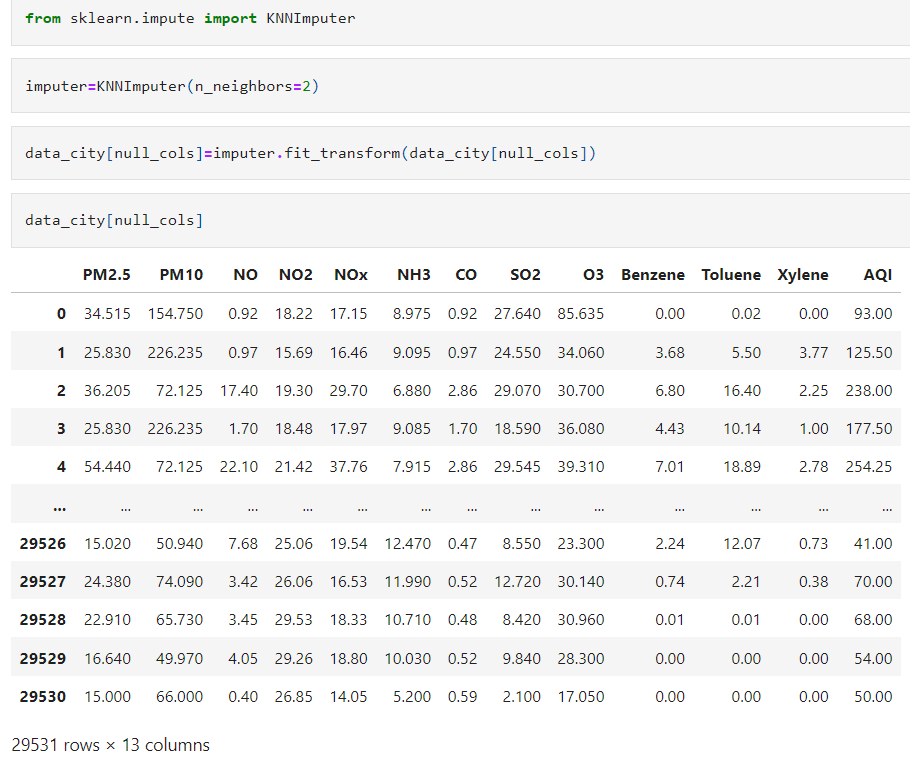 from sklearn.impute import KNNImputer
imputer=KNNImputer(n_neighbors=2)
data_city[null_cols]=imputer.fit_transform(data_city[null_cols])
data_city[null_cols]
PM2.5 PM10 NO NO2 NOx NH3 CO SO2 O3 Benzene Toluene Xylene AQI
0 34.515 154.750 0.92 18.22 17.15 8.975 0.92 27.640 85.635 0.00 0.02 0.00 93.00
1 25.830 226.235 0.97 15.69 16.46 9.095 0.97 24.550 34.060 3.68 5.50 3.77 125.50
2 36.205 72.125 17.40 19.30 29.70 6.880 2.86 29.070 30.700 6.80 16.40 2.25 238.00
3 25.830 226.235 1.70 18.48 17.97 9.085 1.70 18.590 36.080 4.43 10.14 1.00 177.50
4 54.440 72.125 22.10 21.42 37.76 7.915 2.86 29.545 39.310 7.01 18.89 2.78 254.25
... ... ... ... ... ... ... ... ... ... ... ... ... ...
29526 15.020 50.940 7.68 25.06 19.54 12.470 0.47 8.550 23.300 2.24 12.07 0.73 41.00
29527 24.380 74.090 3.42 26.06 16.53 11.990 0.52 12.720 30.140 0.74 2.21 0.38 70.00
29528 22.910 65.730 3.45 29.53 18.33 10.710 0.48 8.420 30.960 0.01 0.01 0.00 68.00
29529 16.640 49.970 4.05 29.26 18.80 10.030 0.52 9.840 28.300 0.00 0.00 0.00 54.00
29530 15.000 66.000 0.40 26.85 14.05 5.200 0.59 2.100 17.050 0.00 0.00 0.00 50.00
29531 rows × 13 columns